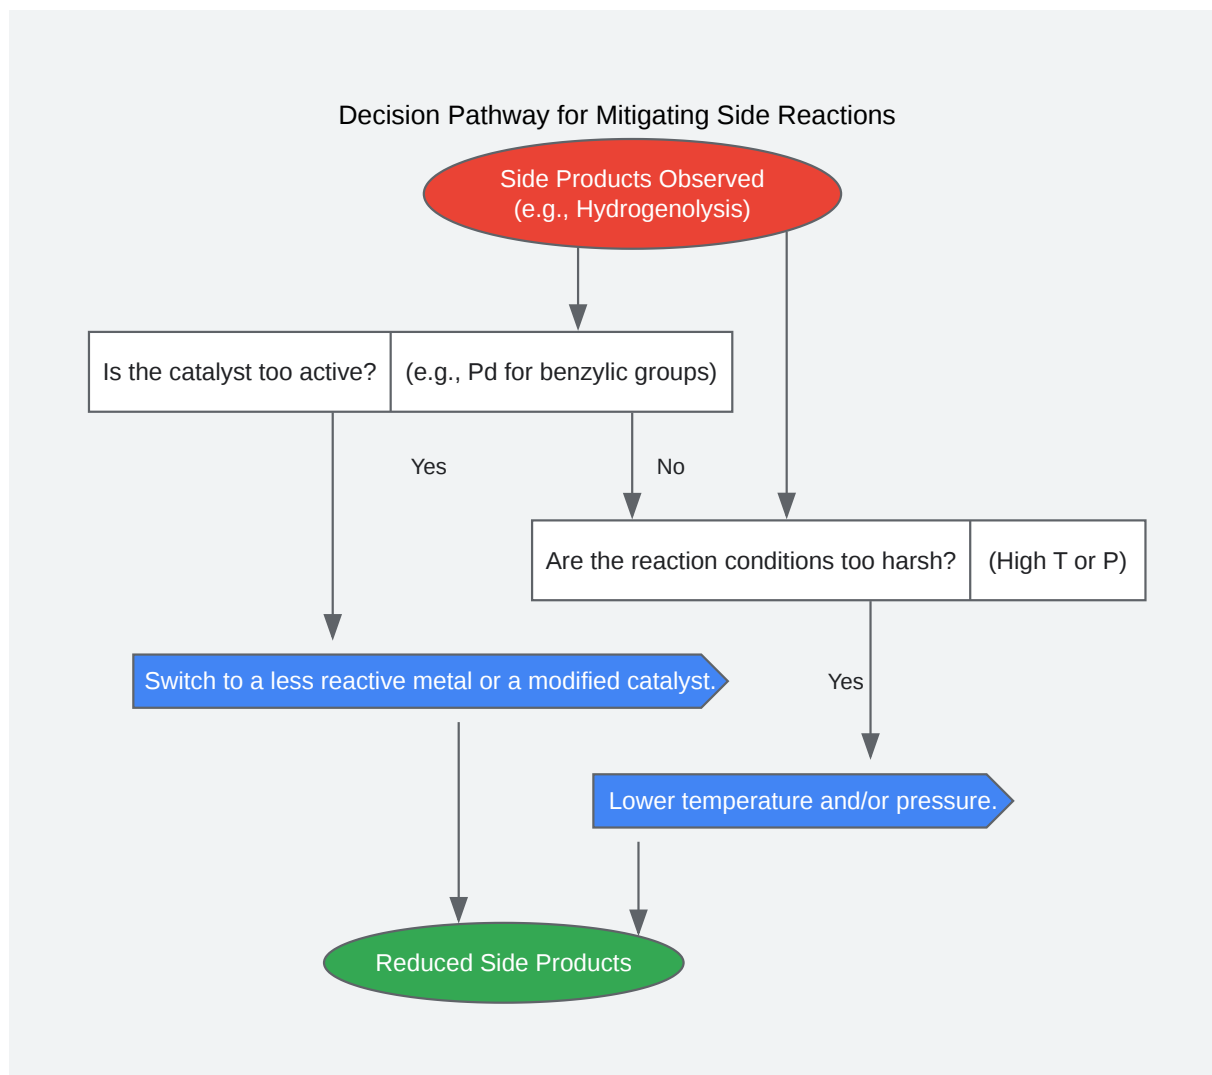 Decision Pathway for Mitigating Side Reactions
Side Products Observed
(e.g., Hydrogenolysis)
Is the catalyst too active?
(e.g., Pd for benzylic groups)
Yes
No
Are the reaction conditions too harsh?
(High T or P)
Switch to a less reactive metal or a modified catalyst.
Yes
Lower temperature and/or pressure.
Reduced Side Products